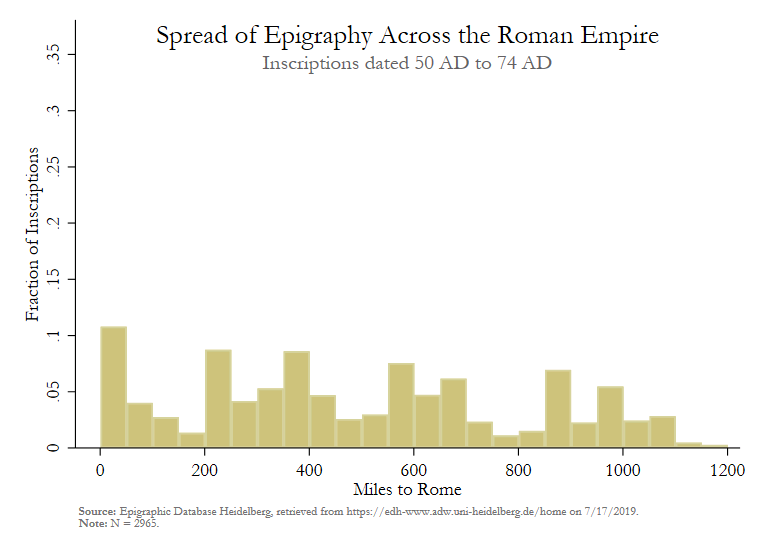 Spread of Epigraphy Across the Roman Empire
Inscriptions dated 50 AD to 74 AD
Fraction of Inscriptions
.35
.3
.25
.2
.15
.1
.05
0
0 200 400 600 800 1000 1200
Miles to Rome
Source: Epigraphic Database Heidelberg, retrieved from https://edh-www.adw.uni-heidelberg.de/home on 7/17/2019.
Note: N = 2965.